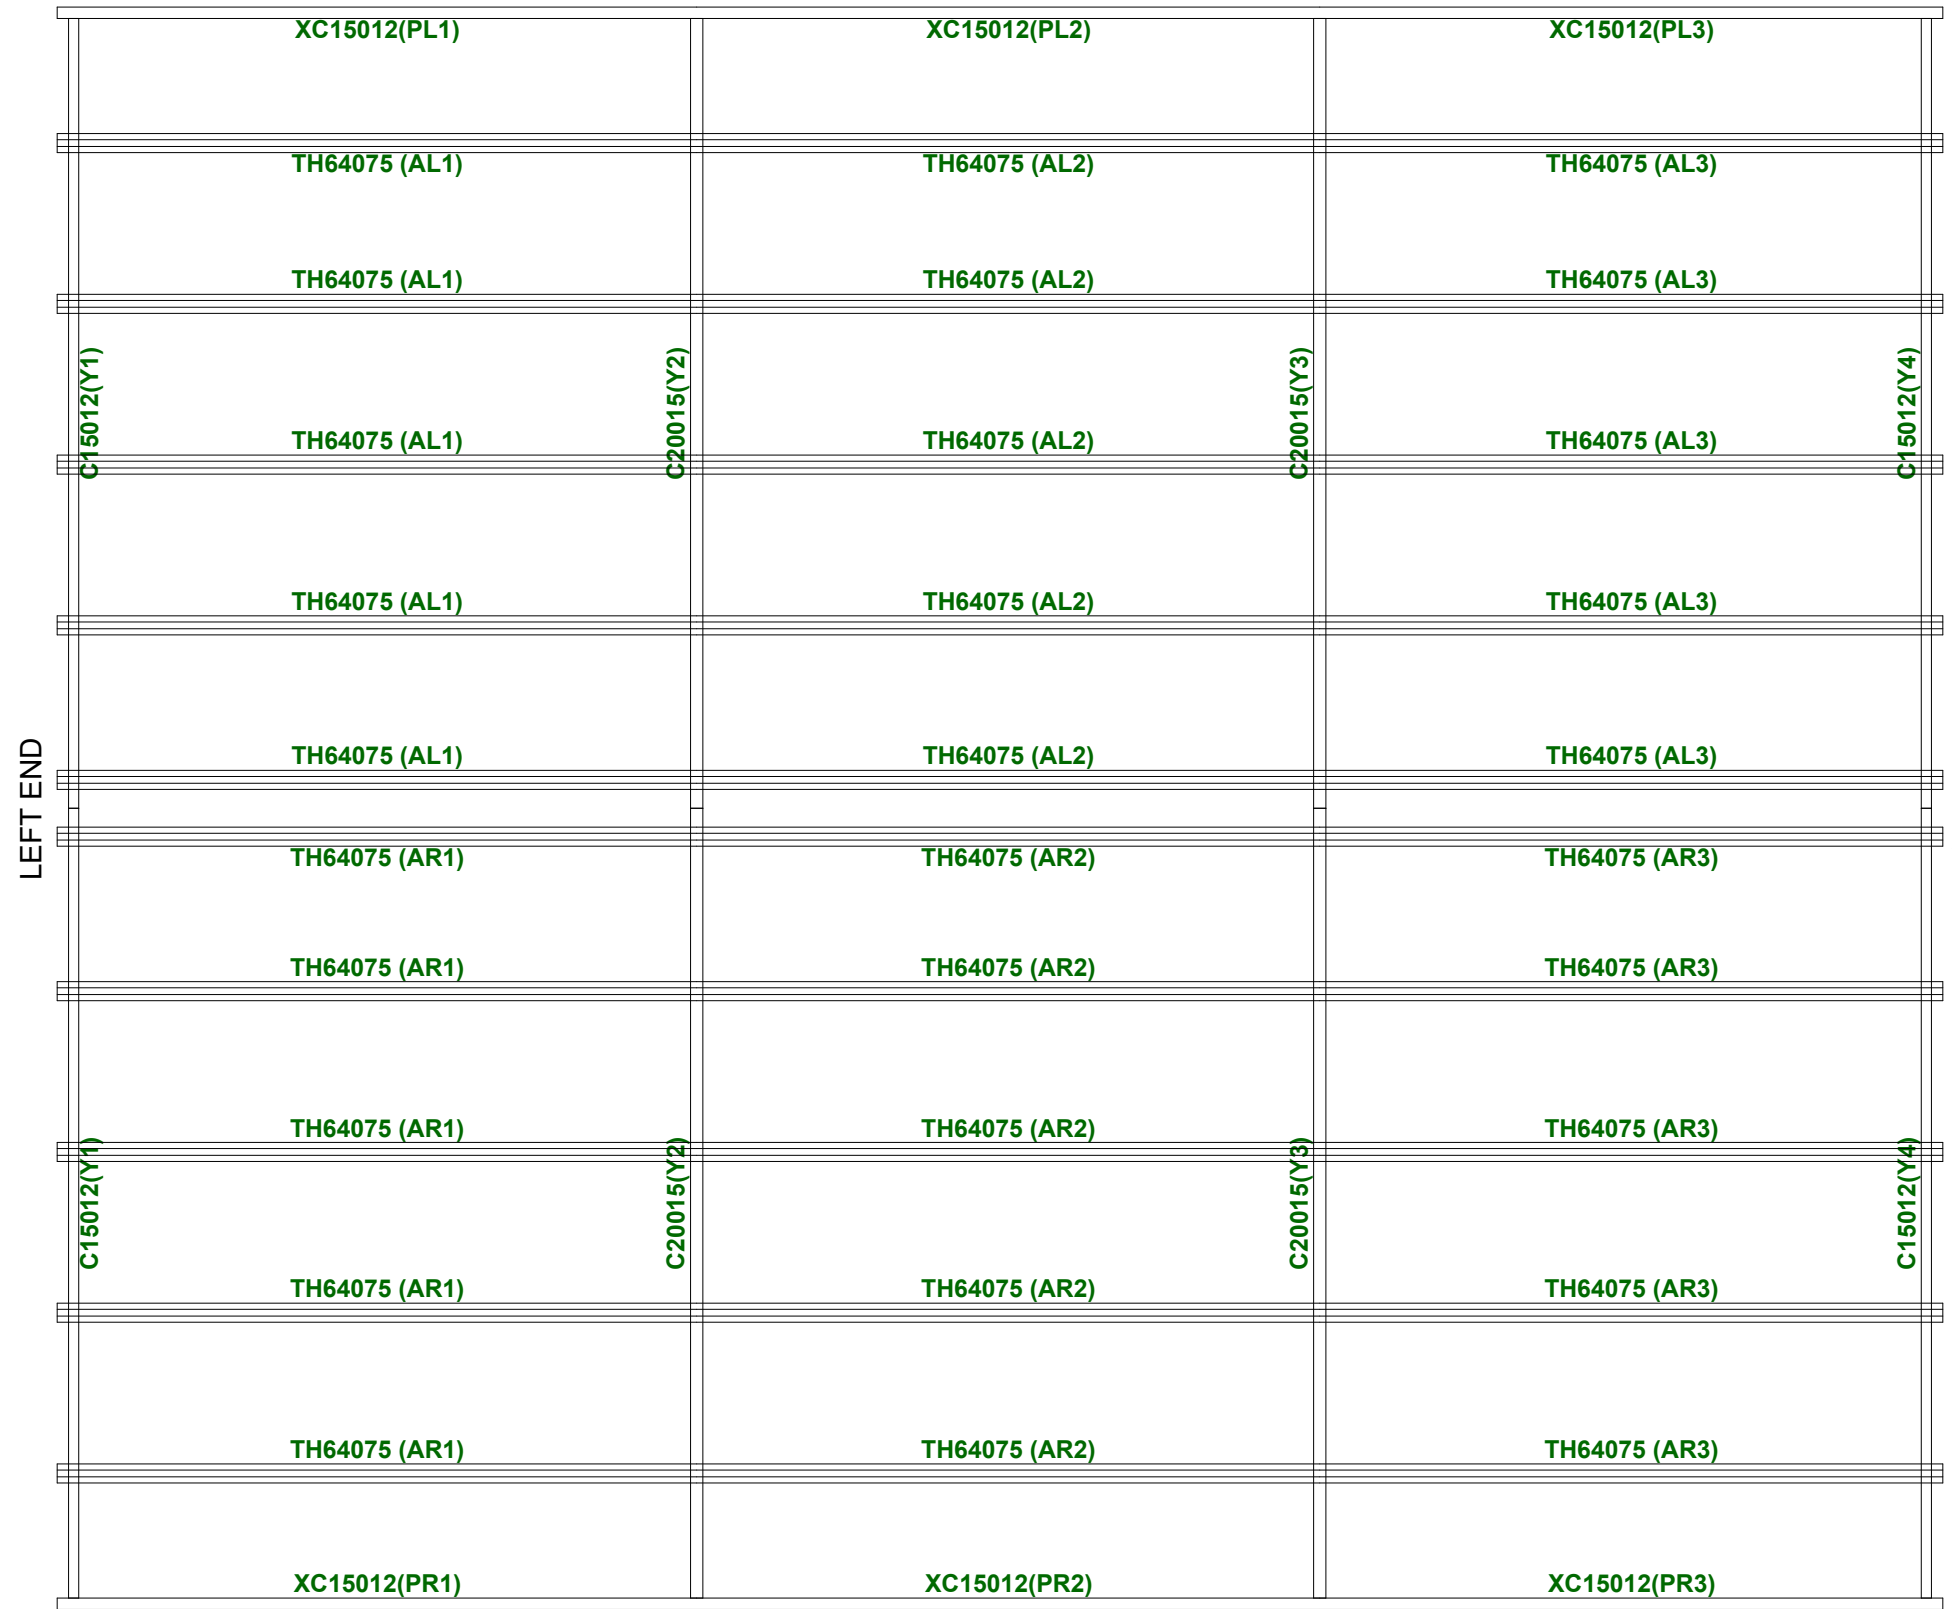 XC15012(PL1) XC15012(PL2) XC15012(PL3)
TH64075 (AL1) TH64075 (AL2) TH64075 (AL3)
TH64075 (AL1) TH64075 (AL2) TH64075 (AL3)
C15012(Y1) C20015(Y2) C20015(Y3) C15012(Y4)
TH64075 (AL1) TH64075 (AL2) TH64075 (AL3)
TH64075 (AL1) TH64075 (AL2) TH64075 (AL3)
TH64075 (AL1) TH64075 (AL2) TH64075 (AL3)
LEFT END
TH64075 (AR1) TH64075 (AR2) TH64075 (AR3)
TH64075 (AR1) TH64075 (AR2) TH64075 (AR3)
TH64075 (AR1) TH64075 (AR2) TH64075 (AR3)
C15012(Y1) C20015(Y2) C20015(Y3) C15012(Y4)
TH64075 (AR1) TH64075 (AR2) TH64075 (AR3)
TH64075 (AR1) TH64075 (AR2) TH64075 (AR3)
XC15012(PR1) XC15012(PR2) XC15012(PR3)